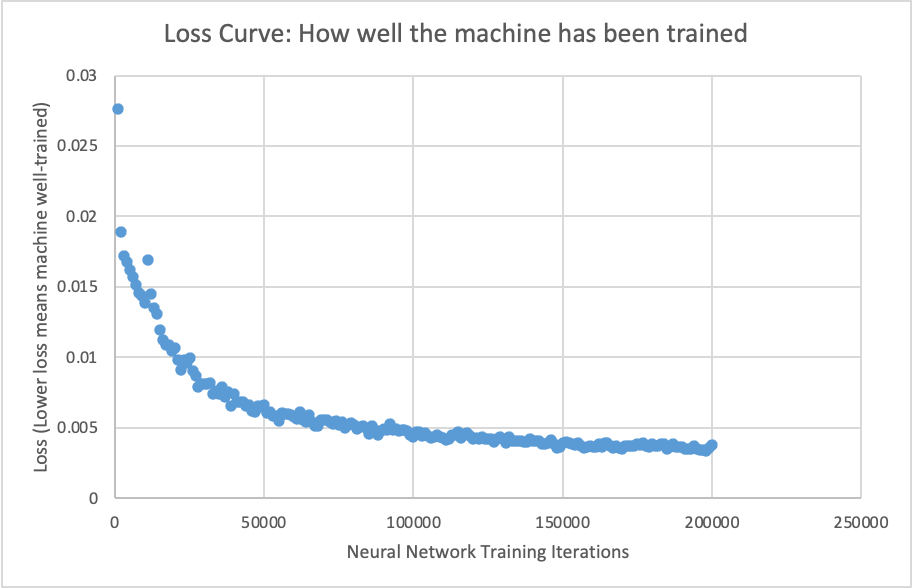 Loss Curve: How well the machine has been trained
Loss (Lower loss means machine well-trained)
0.03
0.025
0.02
0.015
0.01
0.005
0
0 50000 100000 150000 200000 250000
Neural Network Training Iterations